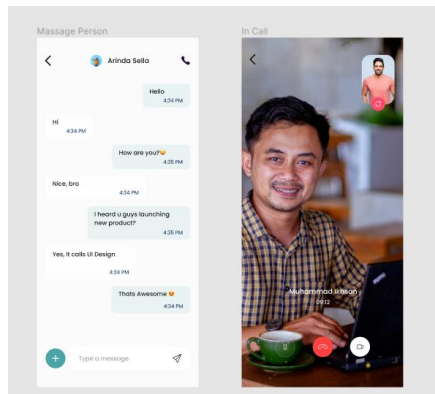 Massage Person
In Call
Arinda Sella
Hello
4:34 PM
Hi
4:34 PM
How are you?😜
4:35 PM
Nice, bro
4:34 PM
I heard u guys launching
new product?
4:35 PM
Yes, it calls UI Design
4:34 PM
Thats Awesome 😍
4:34 PM
Type a message
Muhammad Ikhsan
09:12